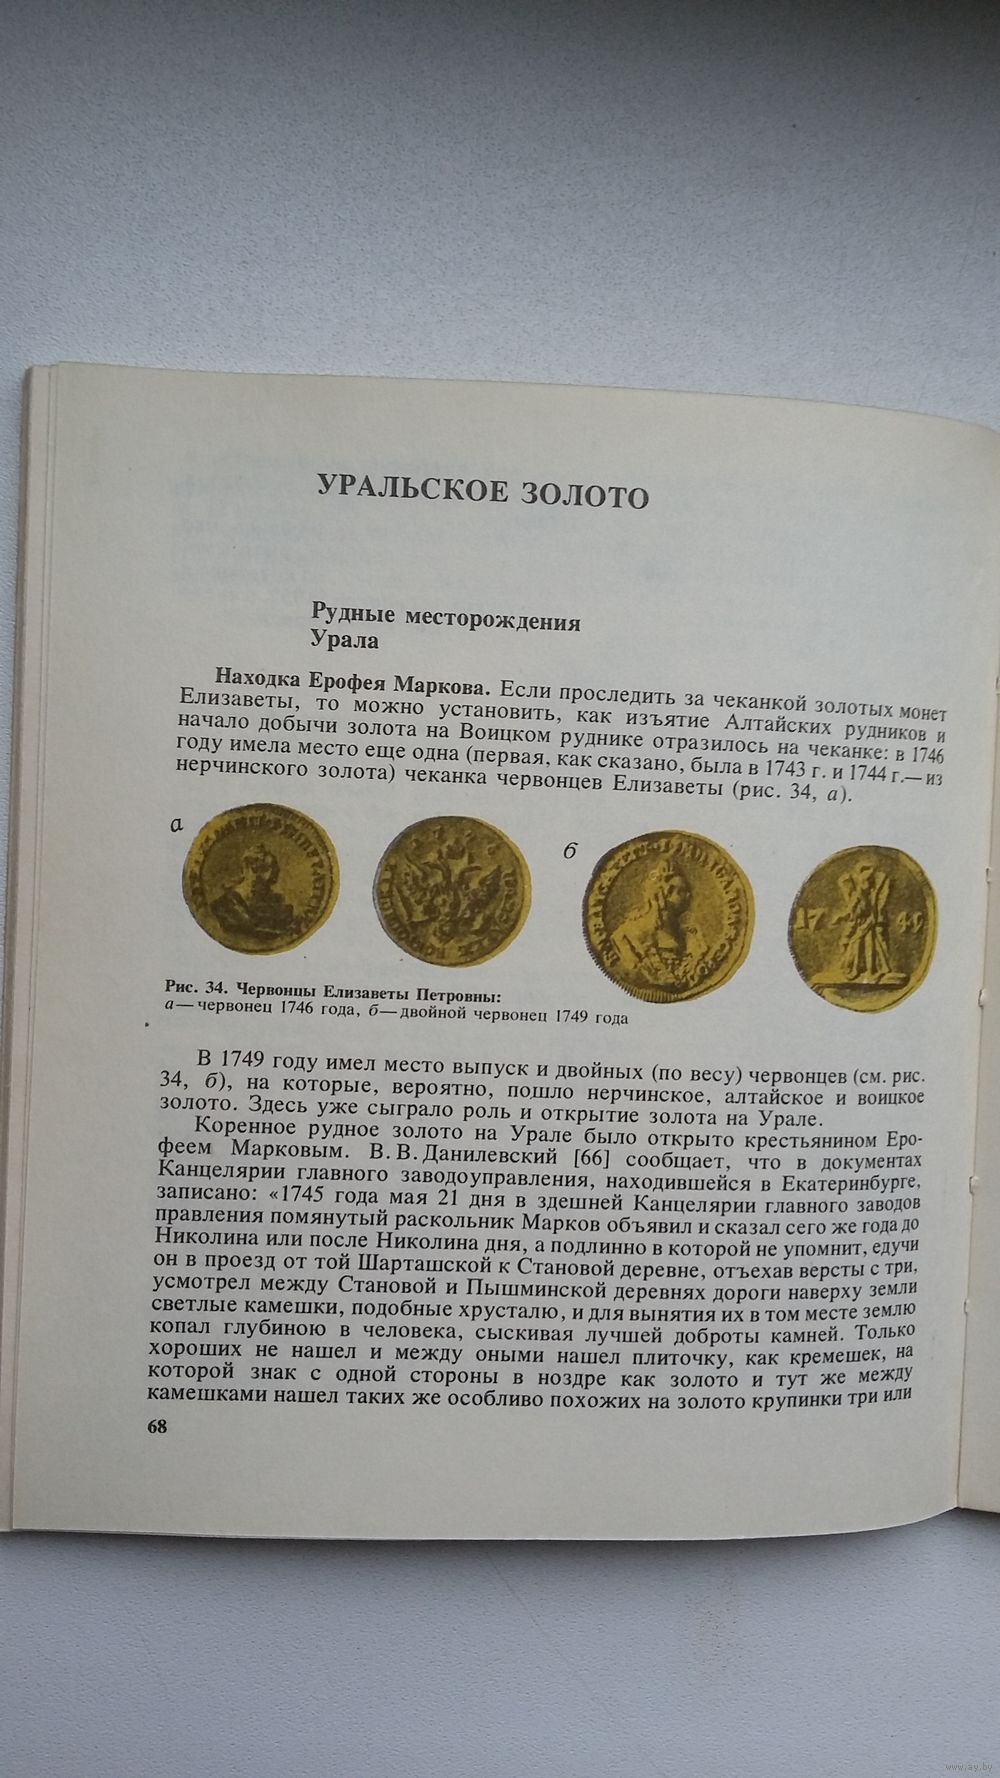 УРАЛЬСКОЕ ЗОЛОТО
Рудные месторождения
Урала
Находка Ерофея Маркова. Если проследить за чеканкой золотых монет
Елизаветы, то можно установить, как изъятие Алтайских рудников и
начало добычи золота на Воицком руднике отразилось на чеканке: в 1746
году имела место еще одна (первая, как сказано, была в 1743 г. и 1744 г.— из
нерчинского золота) чеканка червонцев Елизаветы (рис. 34, а).
а
б
17 49
Рис. 34. Червонцы Елизаветы Петровны:
а — червонец 1746 года, б — двойной червонец 1749 года
В 1749 году имел место выпуск и двойных (по весу) червонцев (см. рис.
34, б), на которые, вероятно, пошло нерчинское, алтайское и воицкое
золото. Здесь уже сыграло роль и открытие золота на Урале.
Коренное рудное золото на Урале было открыто крестьянином Еро-
феем Марковым. В. В. Данилевский [66] сообщает, что в документах
Канцелярии главного заводоуправления, находившейся в Екатеринбурге,
записано: «1745 года мая 21 дня в здешней Канцелярии главного заводов
правления помянутый раскольник Марков объявил и сказал сего же года до
Николина или после Николина дня, а подлинно в которой не упомнит, едучи
он в проезд от той Шарташской к Становой деревне, отъехав версты с три,
усмотрел между Становой и Пышминской деревнях дороги наверху земли
светлые камешки, подобные хрусталю, и для вынятия их в том месте землю
копал глубиною в человека, сыскивая лучшей доброты камней. Только
хороших не нашел и между оными нашел плиточку, как кремешек, на
которой знак с одной стороны в ноздре как золото и тут же между
камешками нашел таких же особливо похожих на золото крупинки три или
68
www.ay.by